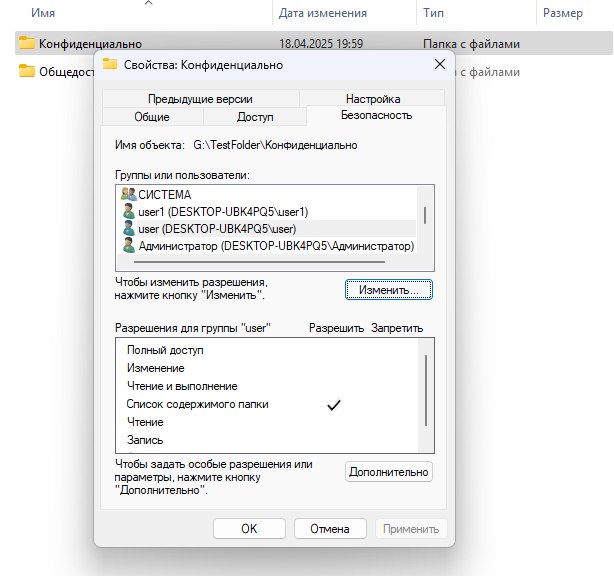 Имя Дата изменения Тип Размер
Конфиденциально 18.04.2025 19:59 Папка с файлами
Общедост с файлами
Свойства: Конфиденциально
Предыдущие версии Настройка
Общие Доступ Безопасность
Имя объекта: G:\TestFolder\Конфиденциально
Группы или пользователи:
СИСТЕМА
user1 (DESKTOP-UBK4PQ5\user1)
user (DESKTOP-UBK4PQ5\user)
Администратор (DESKTOP-UBK4PQ5\Администратор)
Чтобы изменить разрешения,
нажмите кнопку "Изменить".
Изменить...
Разрешения для группы "user" Разрешить Запретить
Полный доступ
Изменение
Чтение и выполнение
Список содержимого папки
Чтение
Запись
Чтобы задать особые разрешения или
параметры, нажмите кнопку
"Дополнительно".
Дополнительно
OK Отмена Применить